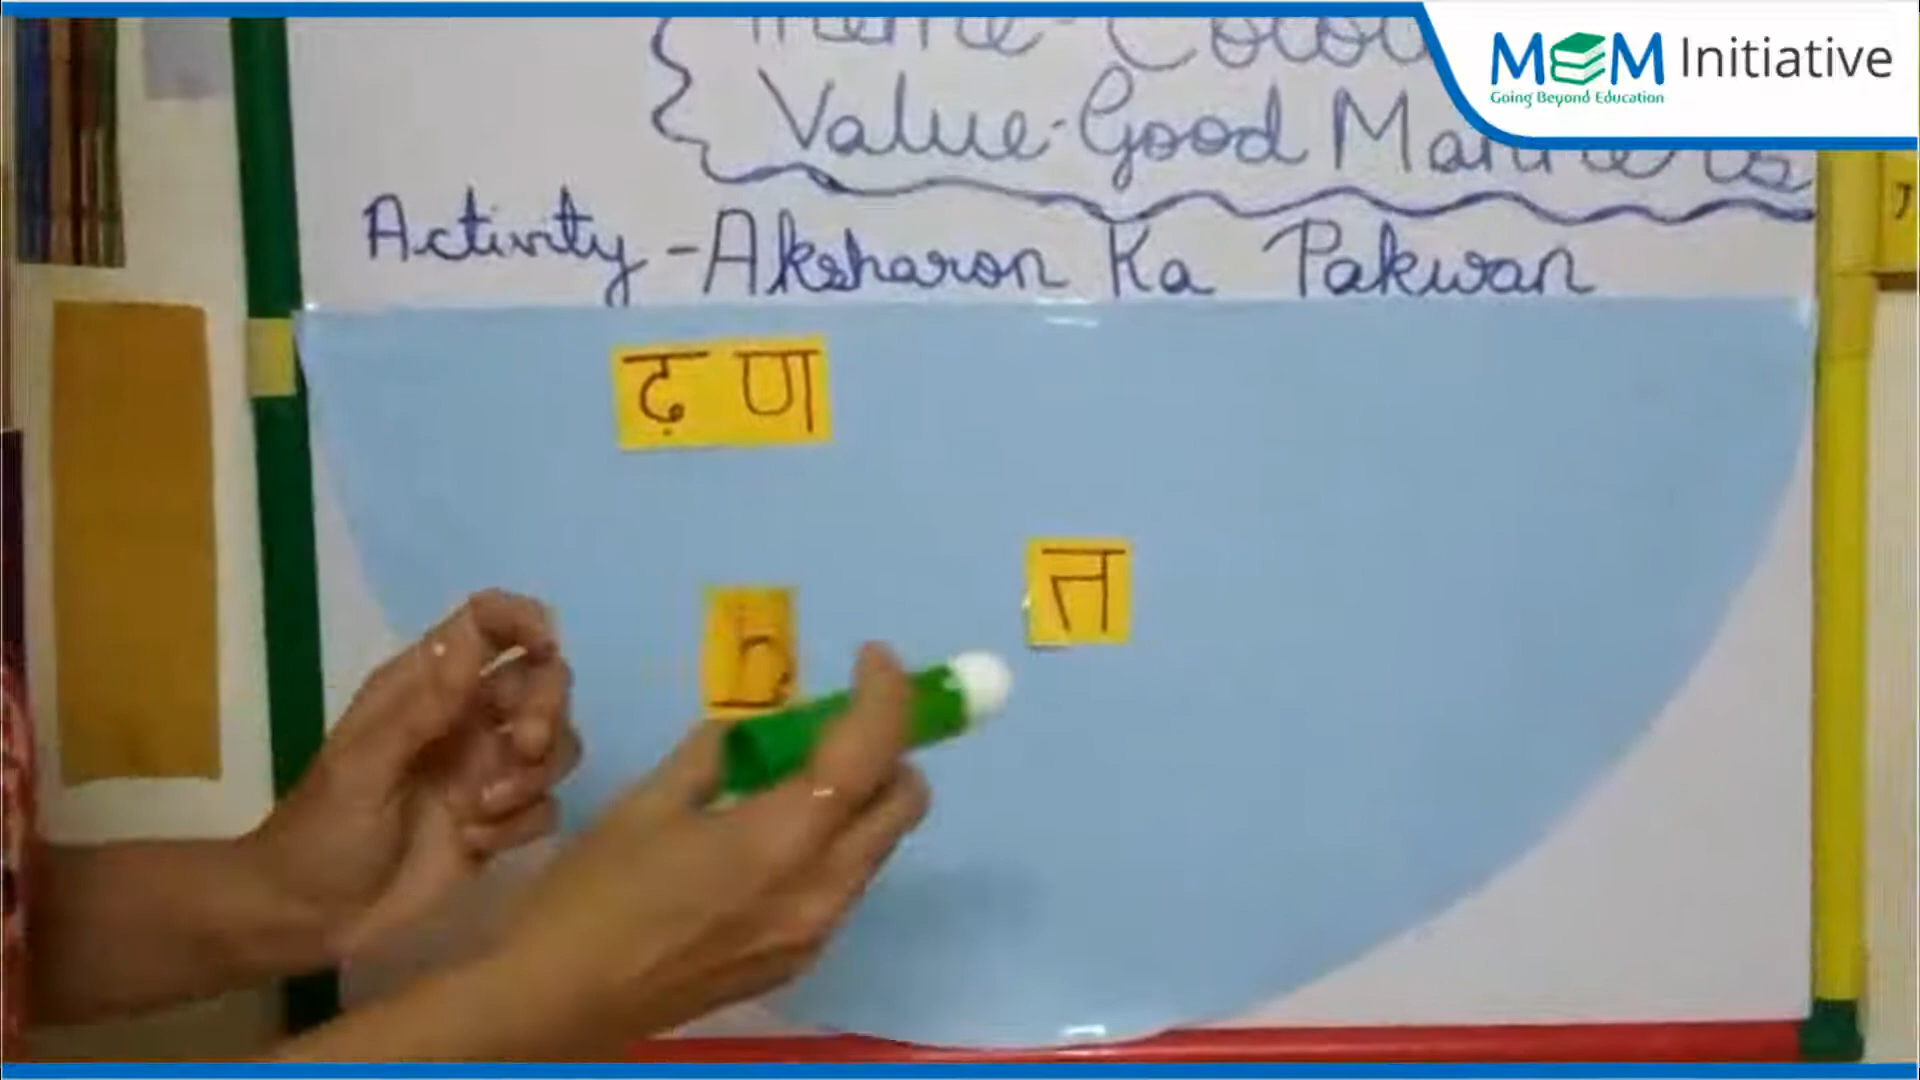 MEM Initiative
Going Beyond Education
Value-Good Manners
Activity - Aksharon Ka Pakwan
ढ़ ण
त